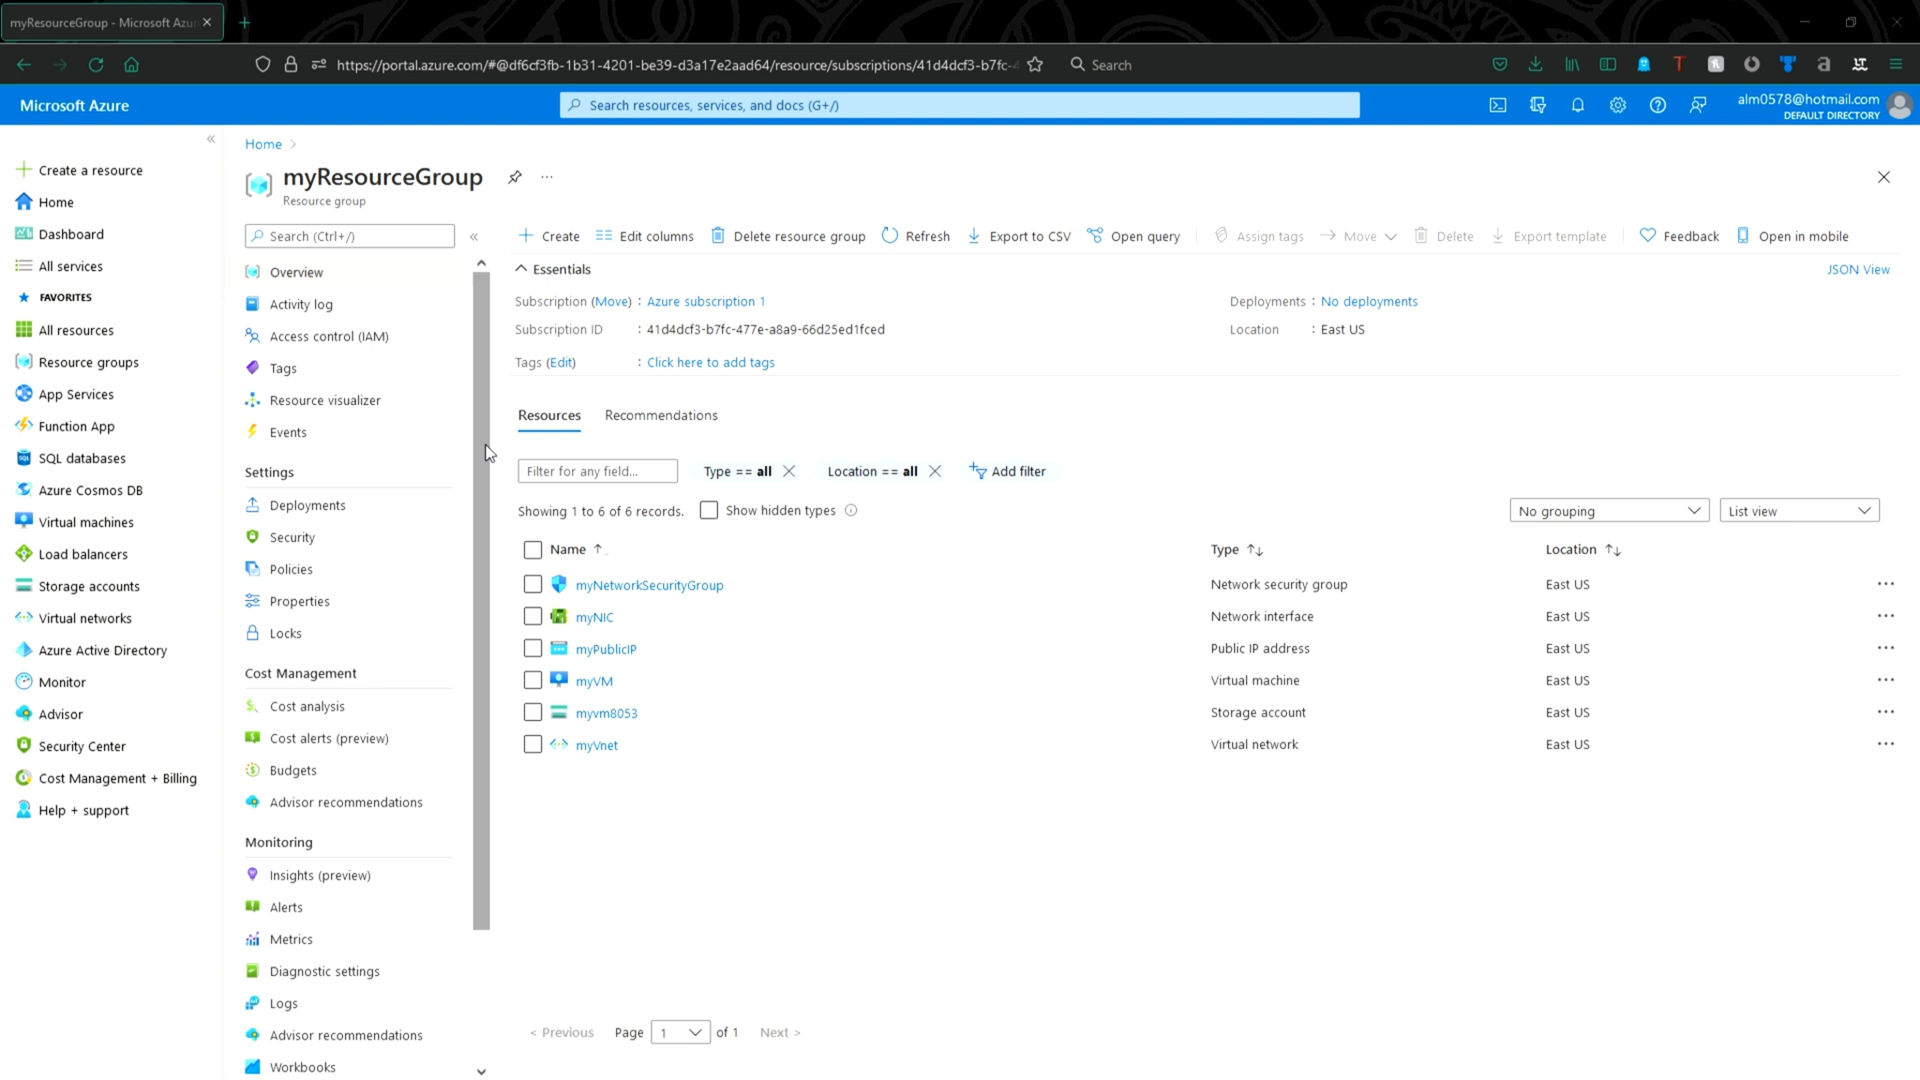 myResourceGroup - Microsoft Azu
https://portal.azure.com/#@df6cf3fb-1b31-4201-be39-d3a17e2aad64/resource/subscriptions/41d4dcf3-b7fc-4
Search
Microsoft Azure
Search resources, services, and docs (G+/)
alm0578@hotmail.com
DEFAULT DIRECTORY
Create a resource
Home
Dashboard
All services
FAVORITES
All resources
Resource groups
App Services
Function App
SQL databases
Azure Cosmos DB
Virtual machines
Load balancers
Storage accounts
Virtual networks
Azure Active Directory
Monitor
Advisor
Security Center
Cost Management + Billing
Help + support
Home >
myResourceGroup
Resource group
Search (Ctrl+/)
Overview
Activity log
Access control (IAM)
Tags
Resource visualizer
Events
Settings
Deployments
Security
Policies
Properties
Locks
Cost Management
Cost analysis
Cost alerts (preview)
Budgets
Advisor recommendations
Monitoring
Insights (preview)
Alerts
Metrics
Diagnostic settings
Logs
Advisor recommendations
Workbooks
Create Edit columns Delete resource group Refresh Export to CSV Open query Assign tags Move Delete Export template Feedback Open in mobile
Essentials JSON View
Subscription (Move) : Azure subscription 1 Deployments : No deployments
Subscription ID : 41d4dcf3-b7fc-477e-a8a9-66d25ed1fced Location : East US
Tags (Edit) : Click here to add tags
Resources Recommendations
Filter for any field... Type == all Location == all Add filter
Showing 1 to 6 of 6 records. Show hidden types No grouping List view
Name ↑ Type ↑↓ Location ↑↓
myNetworkSecurityGroup Network security group East US ...
myNIC Network interface East US ...
myPublicIP Public IP address East US ...
myVM Virtual machine East US ...
myvm8053 Storage account East US ...
myVnet Virtual network East US ...
< Previous Page 1 of 1 Next >